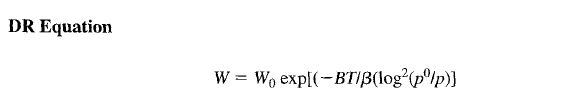 DR Equation
W = W₀ exp[(−BT/β(log²(p⁰/p)]